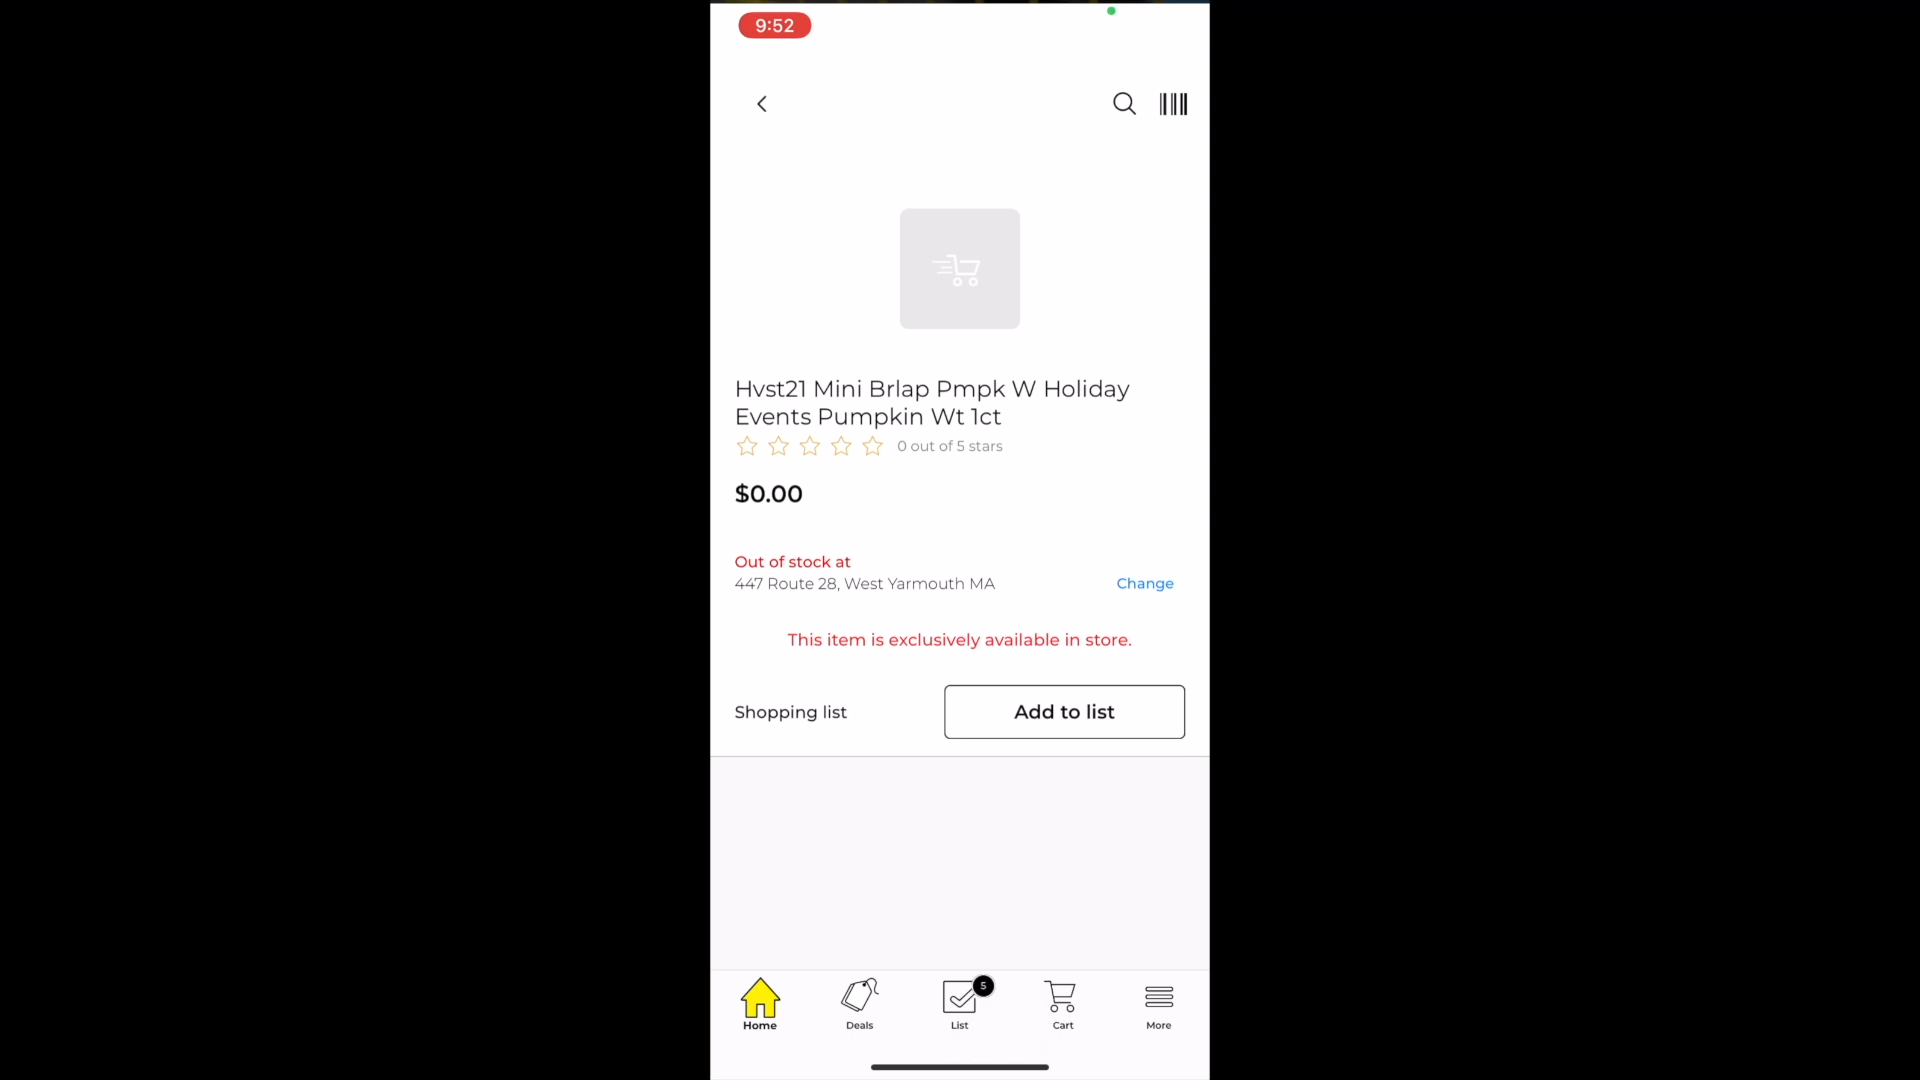 9:52
Hvst21 Mini Brlap Pmpk W Holiday
Events Pumpkin Wt 1ct
0 out of 5 stars
$0.00
Out of stock at
447 Route 28, West Yarmouth MA
Change
This item is exclusively available in store.
Shopping list
Add to list
5
Home
Deals
List
Cart
More